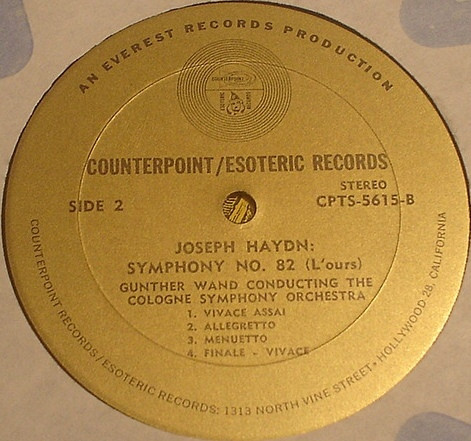 AN EVEREST RECORDS PRODUCTION
COUNTERPOINT
COUNTERPOINT/ESOTERIC RECORDS
SIDE 2
STEREO
CPTS-5615-B
JOSEPH HAYDN:
SYMPHONY NO. 82 (L'ours)
GUNTHER WAND CONDUCTING THE
COLOGNE SYMPHONY ORCHESTRA
1. VIVACE ASSAI
2. ALLEGRETTO
3. MENUETTO
4. FINALE - VIVACE
COUNTERPOINT RECORDS/ESOTERIC RECORDS: 1313 NORTH VINE STREET • HOLLYWOOD 28, CALIFORNIA